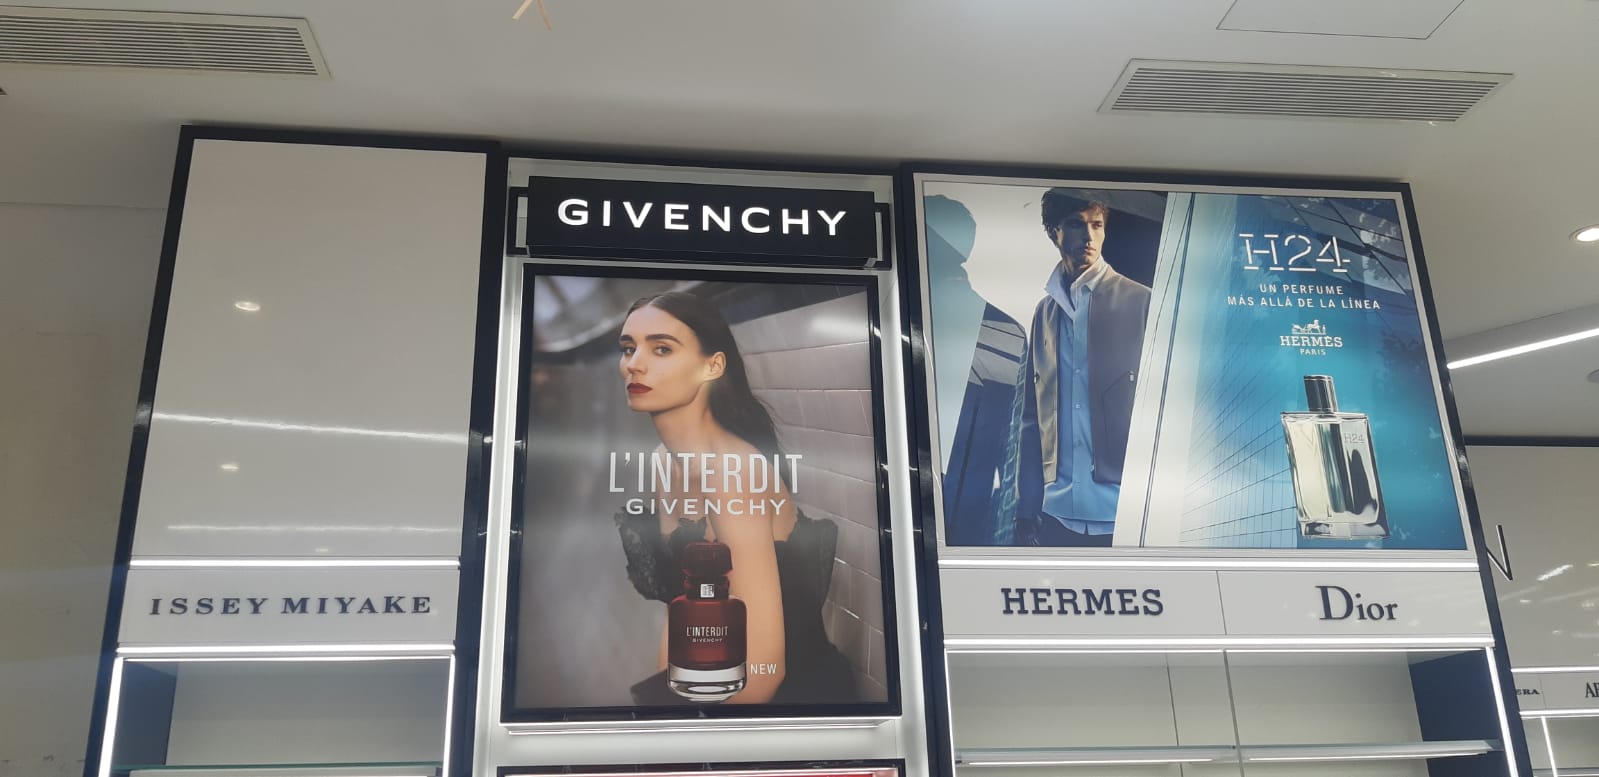 ISSEY MIYAKE
GIVENCHY
L'INTERDIT
GIVENCHY
L'INTERDIT
GIVENCHY
NEW
H24
UN PERFUME
MÁS ALLÁ DE LA LÍNEA
HERMÈS
PARIS
H24
HERMES
Dior